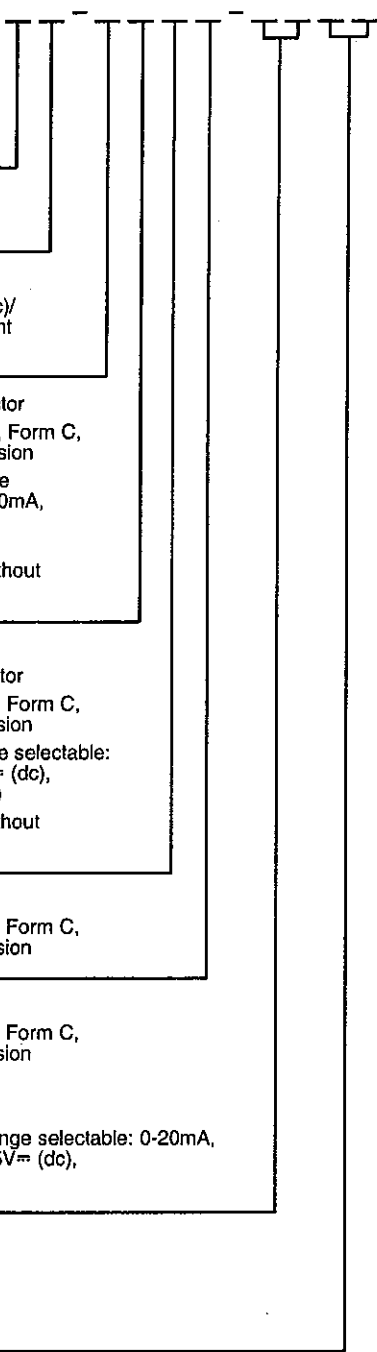 c)/
nt
tor
, Form C,
sion
e
0mA,
thout
tor
, Form C,
sion
e selectable:
= (dc),
thout
Form C,
sion
Form C,
sion
nge selectable: 0-20mA,
5V= (dc),